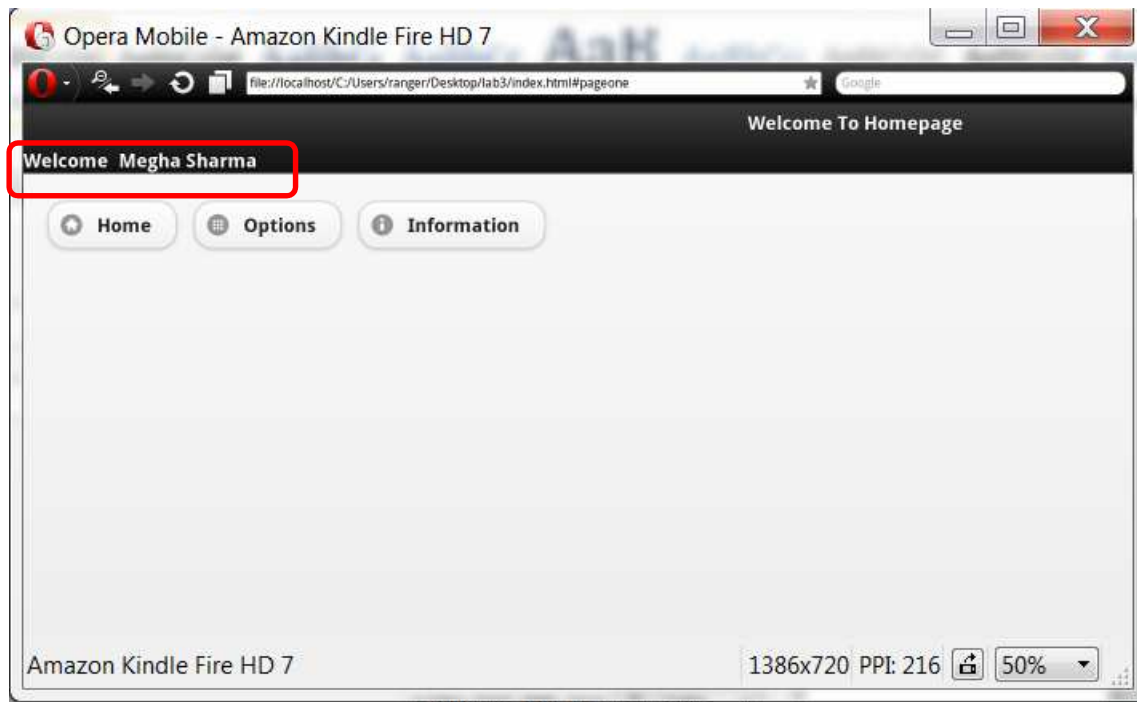 Opera Mobile - Amazon Kindle Fire HD 7
file://localhost/C:/Users/ranger/Desktop/lab3/index.html#pageone Google
Welcome To Homepage
Welcome Megha Sharma
Home Options Information
Amazon Kindle Fire HD 7 1386x720 PPI: 216 50%